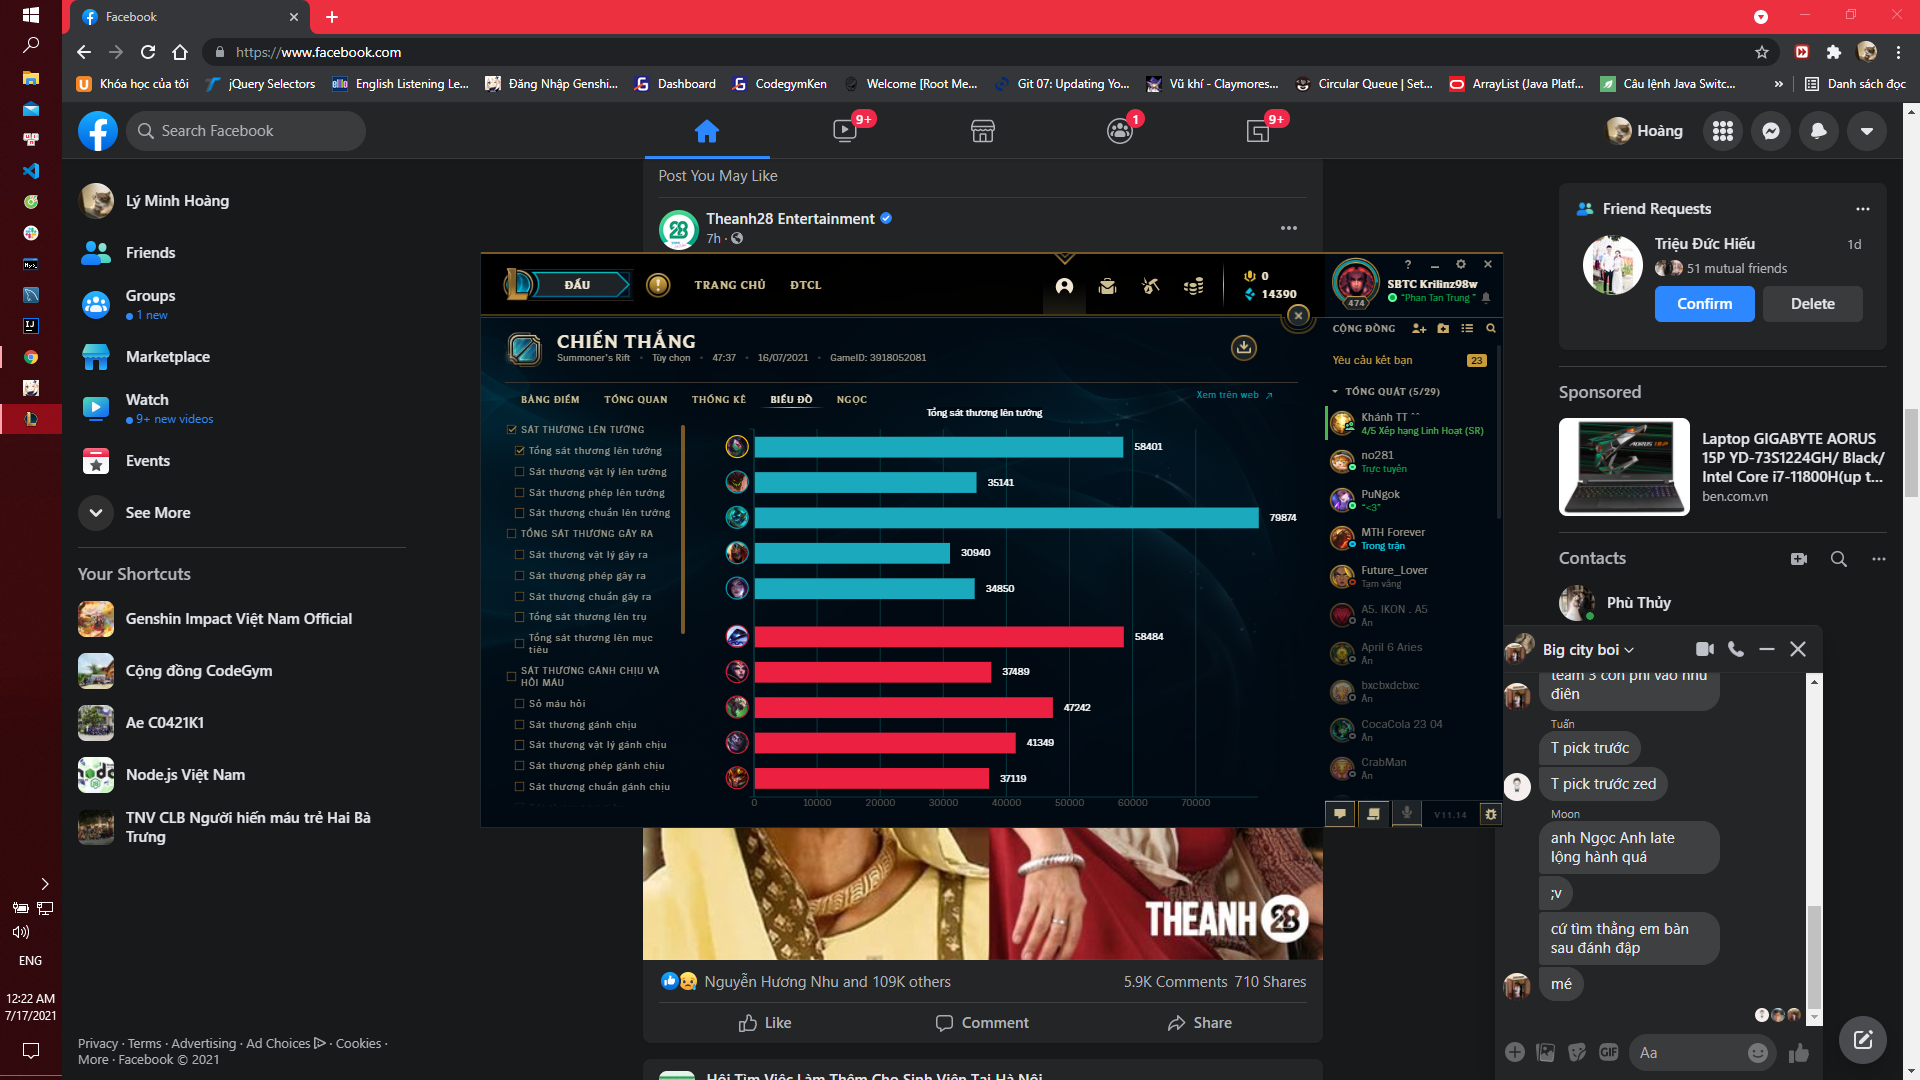 Facebook
https://www.facebook.com
Khóa học của tôi
jQuery Selectors
English Listening Le...
Đăng Nhập Genshi...
Dashboard
CodegymKen
Welcome [Root Me...
Git 07: Updating Yo...
Vũ khí - Claymores...
Circular Queue | Set...
ArrayList (Java Platf...
Câu lệnh Java Switc...
»
Danh sách đọc
Search Facebook
9+
1
9+
Hoàng
Lý Minh Hoàng
Friends
Groups
1 new
Marketplace
Watch
9+ new videos
Events
See More
Your Shortcuts
Genshin Impact Việt Nam Official
Cộng đồng CodeGym
Ae C0421K1
Node.js Việt Nam
TNV CLB Người hiến máu trẻ Hai Bà
Trưng
Privacy · Terms · Advertising · Ad Choices · Cookies ·
More · Facebook © 2021
ENG
12:22 AM
7/17/2021
Post You May Like
Theanh28 Entertainment
7h ·
ĐẤU
TRANG CHỦ
ĐTCL
0
14390
474
SBTC Krilinz98w
"Phan Tan Trung "
CHIẾN THẮNG
Summoner's Rift • Tùy chọn • 47:37 • 16/07/2021 • GameID: 3918052081
BẢNG ĐIỂM
TỔNG QUAN
THỐNG KÊ
BIỂU ĐỒ
NGỌC
Xem trên web
Tổng sát thương lên tướng
SÁT THƯƠNG LÊN TƯỚNG
Tổng sát thương lên tướng
Sát thương vật lý lên tướng
Sát thương phép lên tướng
Sát thương chuẩn lên tướng
TỔNG SÁT THƯƠNG GÂY RA
Sát thương vật lý gây ra
Sát thương phép gây ra
Sát thương chuẩn gây ra
Tổng sát thương lên trụ
Tổng sát thương lên mục
tiêu
SÁT THƯƠNG GÁNH CHỊU VÀ
HỒI MÁU
Số máu hồi
Sát thương gánh chịu
Sát thương vật lý gánh chịu
Sát thương phép gánh chịu
Sát thương chuẩn gánh chịu
58401
35141
79874
30940
34850
58484
37489
47242
41349
37119
0
10000
20000
30000
40000
50000
60000
70000
CỘNG ĐỒNG
Yêu cầu kết bạn
23
TỔNG QUÁT (5/29)
Khánh TT ^^
4/5 Xếp hạng Linh Hoạt (SR)
no281
Trực tuyến
PuNgok
"<3"
MTH Forever
Trong trận
Future_Lover
Tạm vắng
A5. IKON . A5
Ẩn
April 6 Aries
Ẩn
bxcbxdcbxc
Ẩn
CocaCola 23 04
Ẩn
CrabMan
Ẩn
V11.14
THEANH 28
Nguyễn Hương Nhu and 109K others
5.9K Comments
710 Shares
Like
Comment
Share
Hội Tìm Việc Làm Thêm Cho Sinh Viên Tại Hà Nội
Friend Requests
Triệu Đức Hiếu
1d
51 mutual friends
Confirm
Delete
Sponsored
Laptop GIGABYTE AORUS
15P YD-73S1224GH/ Black/
Intel Core i7-11800H(up t...
ben.com.vn
Contacts
Phù Thủy
Big city boi
team 3 con phi vào như
điên
Tuấn
T pick trước
T pick trước zed
Moon
anh Ngọc Anh late
lộng hành quá
;v
cứ tìm thằng em bàn
sau đánh đập
mé
GIF
Aa